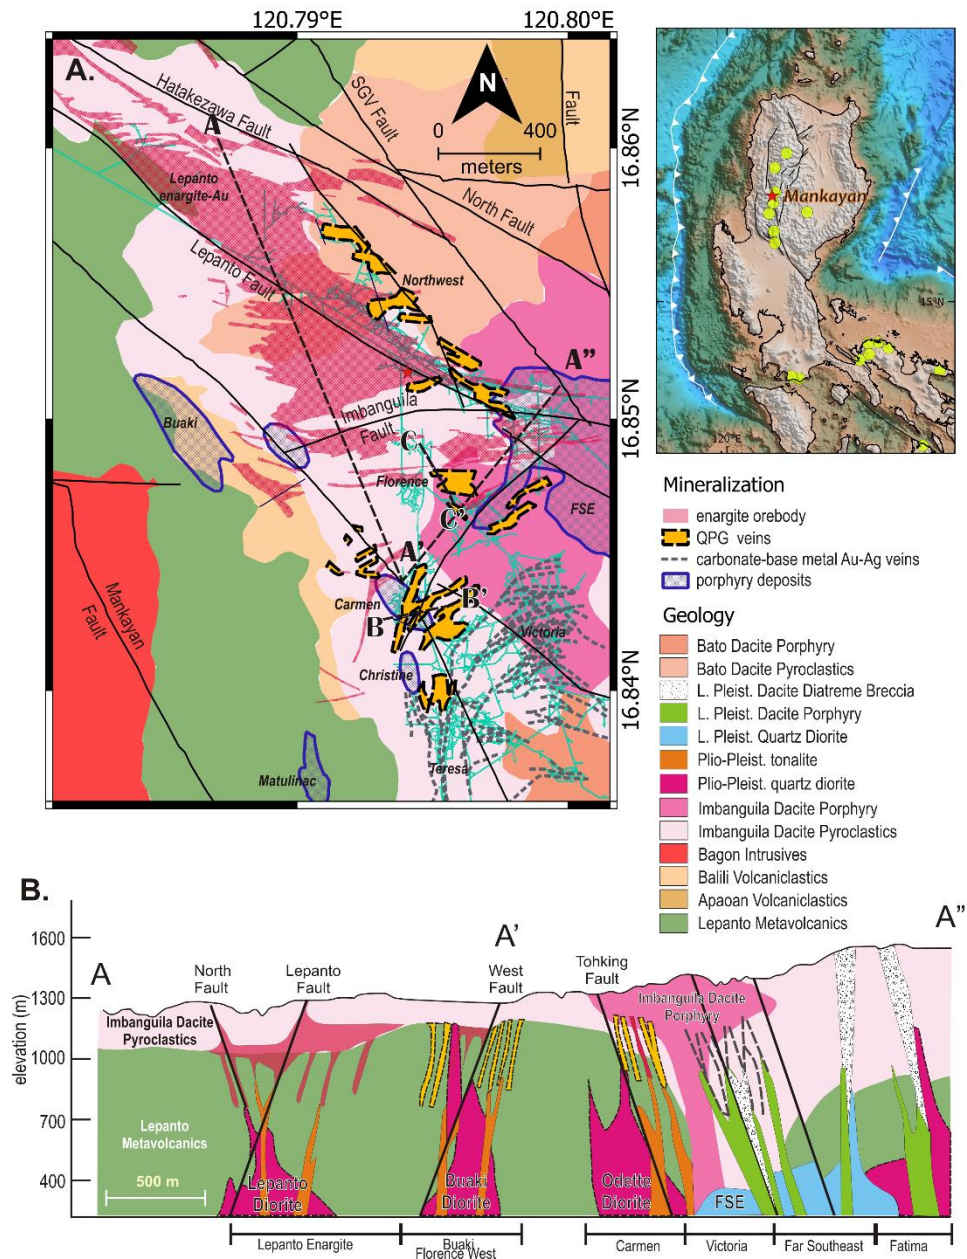 120.79°E
120.80°E
A.
Hatakezawa Fault
A
SGV Fault
Fault
N
0
400
meters
16.86°N
Lepanto
enargite-Au
North Fault
Lepanto Fault
Northwest
A"
Imbanguila
Fault
16.85°N
Buaki
C
Florence
C'
FSE
A'
Carmen
B
B'
Victoria
Mankayan
Fault
Christine
16.84°N
Teresa
Matulinac
Mankayan
15°N
120°E
Mineralization
enargite orebody
QPG veins
carbonate-base metal Au-Ag veins
porphyry deposits
Geology
Bato Dacite Porphyry
Bato Dacite Pyroclastics
L. Pleist. Dacite Diatreme Breccia
L. Pleist. Dacite Porphyry
L. Pleist. Quartz Diorite
Plio-Pleist. tonalite
Plio-Pleist. quartz diorite
Imbanguila Dacite Porphyry
Imbanguila Dacite Pyroclastics
Bagon Intrusives
Balili Volcaniclastics
Apaoan Volcaniclastics
Lepanto Metavolcanics
B.
1600
1300
1000
700
400
elevation (m)
A
A'
A"
North
Fault
Lepanto
Fault
West
Fault
Tohking
Fault
Imbanguila Dacite
Pyroclastics
Imbanguila Dacite
Porphyry
Lepanto
Metavolcanics
500 m
Lepanto
Diorite
Buaki
Diorite
Odette
Diorite
FSE
Lepanto Enargite
Buaki
Florence West
Carmen
Victoria
Far Southeast
Fatima